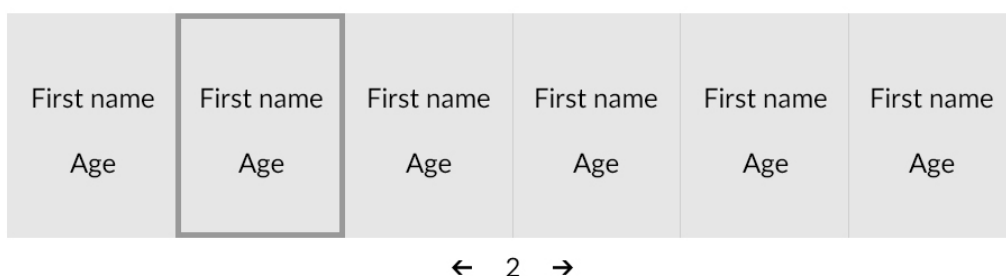 First name First name First name First name First name First name
Age Age Age Age Age Age
← 2 →